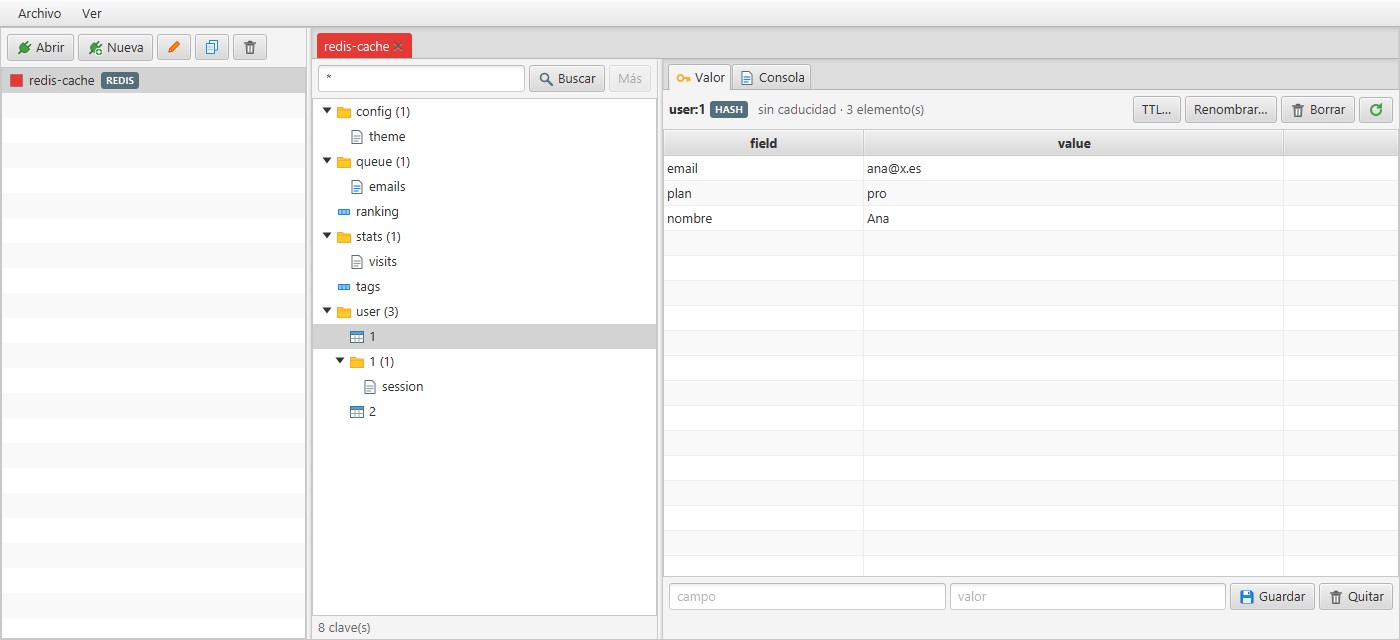 Archivo Ver
Abrir Nueva
redis-cache REDIS
redis-cache
* Buscar Más
config (1)
theme
queue (1)
emails
ranking
stats (1)
visits
tags
user (3)
1
1 (1)
session
2
8 clave(s)
Valor Consola
user:1 HASH sin caducidad · 3 elemento(s) TTL... Renombrar... Borrar
field value
email ana@x.es
plan pro
nombre Ana
campo valor Guardar Quitar